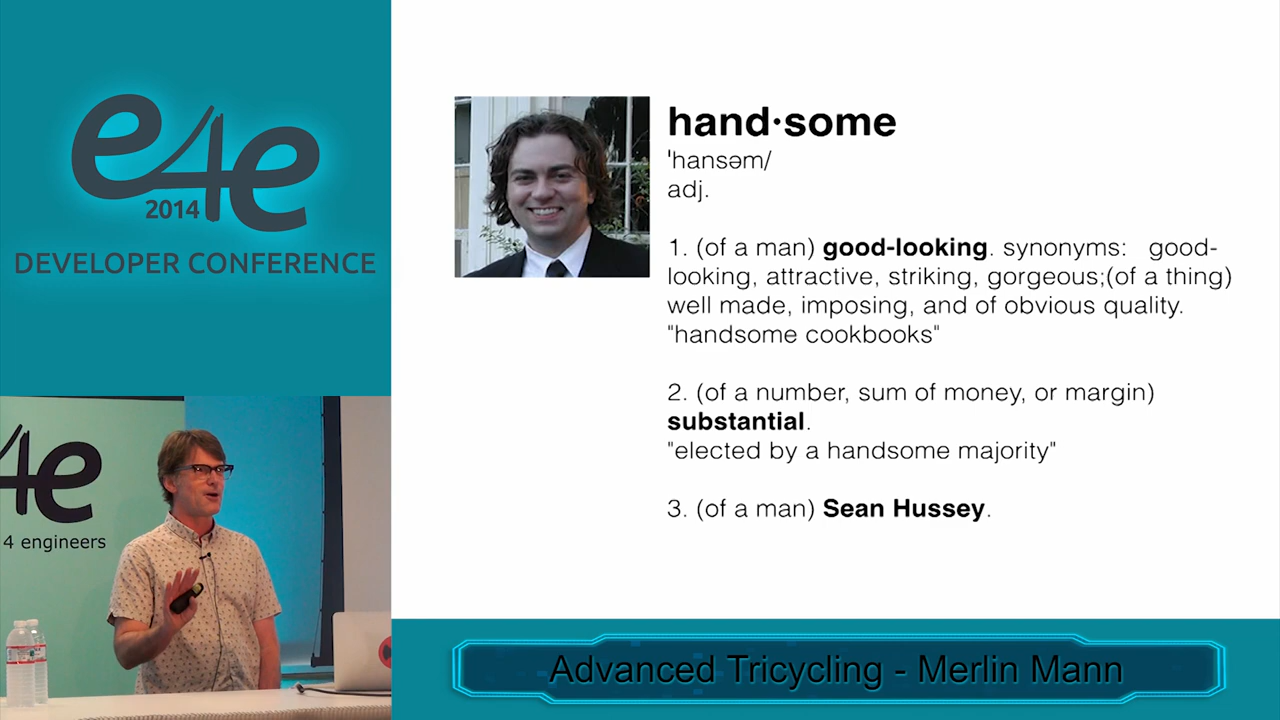 e4e
2014
DEVELOPER CONFERENCE
hand·some
'hansəm/
adj.
1. (of a man) good-looking. synonyms:   good-
looking, attractive, striking, gorgeous;(of a thing)
well made, imposing, and of obvious quality.
"handsome cookbooks"
2. (of a number, sum of money, or margin)
substantial.
"elected by a handsome majority"
3. (of a man) Sean Hussey.
4e
4 engineers
Advanced Tricycling - Merlin Mann